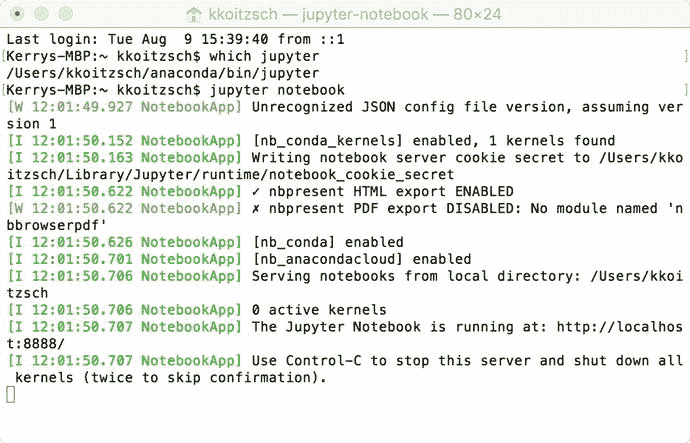 kkoitzsch — jupyter-notebook — 80×24
Last login: Tue Aug  9 15:39:40 from ::1
[Kerrys-MBP:~ kkoitzsch$ which jupyter
/Users/kkoitzsch/anaconda/bin/jupyter
[Kerrys-MBP:~ kkoitzsch$ jupyter notebook
[W 12:01:49.927 NotebookApp] Unrecognized JSON config file version, assuming ver
sion 1
[I 12:01:50.152 NotebookApp] [nb_conda_kernels] enabled, 1 kernels found
[I 12:01:50.163 NotebookApp] Writing notebook server cookie secret to /Users/kko
itzsch/Library/Jupyter/runtime/notebook_cookie_secret
[I 12:01:50.622 NotebookApp] ✓ nbpresent HTML export ENABLED
[W 12:01:50.622 NotebookApp] ✗ nbpresent PDF export DISABLED: No module named 'n
bbrowserpdf'
[I 12:01:50.626 NotebookApp] [nb_conda] enabled
[I 12:01:50.701 NotebookApp] [nb_anacondacloud] enabled
[I 12:01:50.706 NotebookApp] Serving notebooks from local directory: /Users/kko
itzsch
[I 12:01:50.706 NotebookApp] 0 active kernels
[I 12:01:50.707 NotebookApp] The Jupyter Notebook is running at: http://localhos
t:8888/
[I 12:01:50.707 NotebookApp] Use Control-C to stop this server and shut down all
 kernels (twice to skip confirmation).